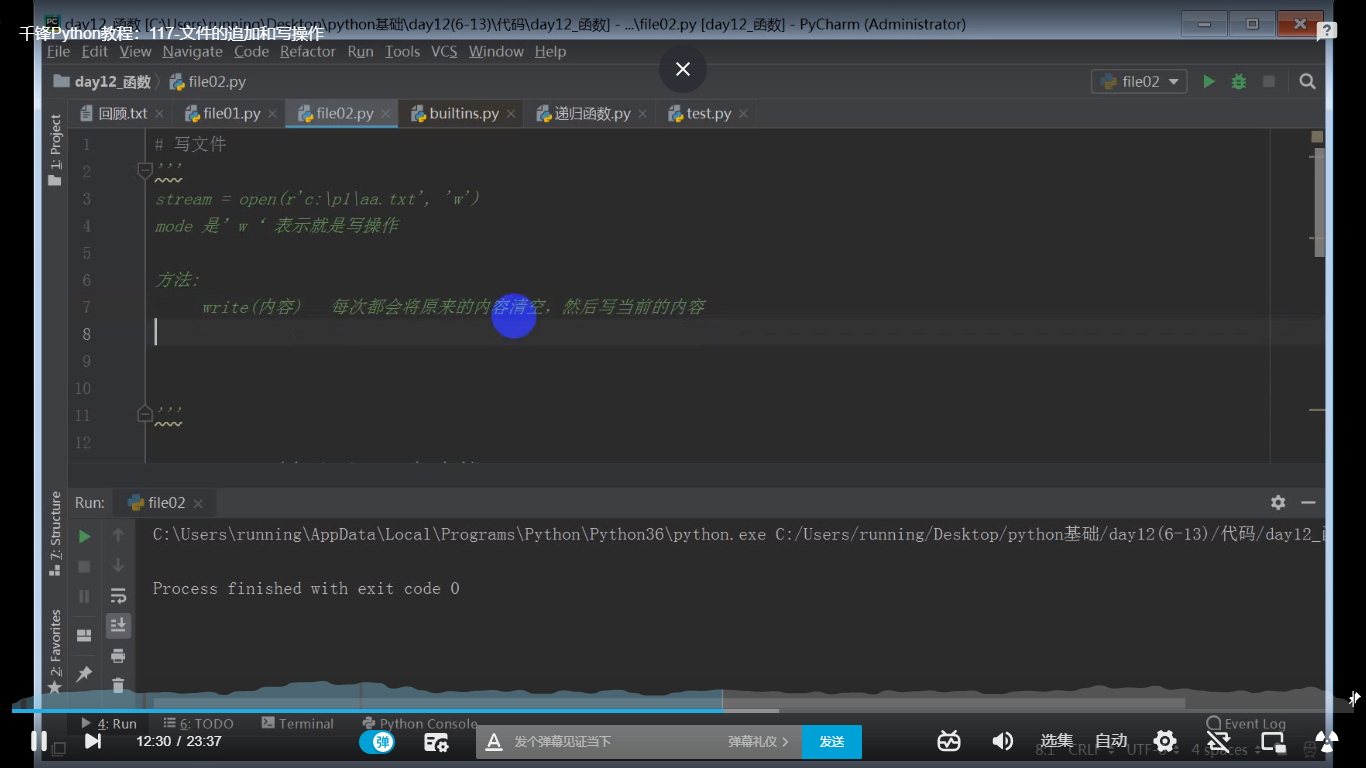 day12_函数 [C:\Users\running\Desktop\python基础\day12(6-13)\代码\day12_函数] - ...\file02.py [day12_函数] - PyCharm (Administrator)
千锋Python教程：117-文件的追加和写操作
File Edit View Navigate Code Refactor Run Tools VCS Window Help
day12_函数 file02.py file02
回顾.txt file01.py file02.py builtins.py 递归函数.py test.py
1: Project
1 # 写文件
2 '''
3 stream = open(r'c:\p1\aa.txt', 'w')
4 mode 是’w‘表示就是写操作
5
6 方法:
7 write(内容) 每次都会将原来的内容清空，然后写当前的内容
8
9
10
11 '''
12
7: Structure
2: Favorites
Run: file02
C:\Users\running\AppData\Local\Programs\Python\Python36\python.exe C:/Users/running/Desktop/python基础/day12(6-13)/代码/day12_
Process finished with exit code 0
4: Run 6: TODO Terminal Python Console Event Log
12:30 / 23:37 弹 发个弹幕见证当下 弹幕礼仪 > 发送 选集 自动
8:1 CRLF UTF-8 4 spaces